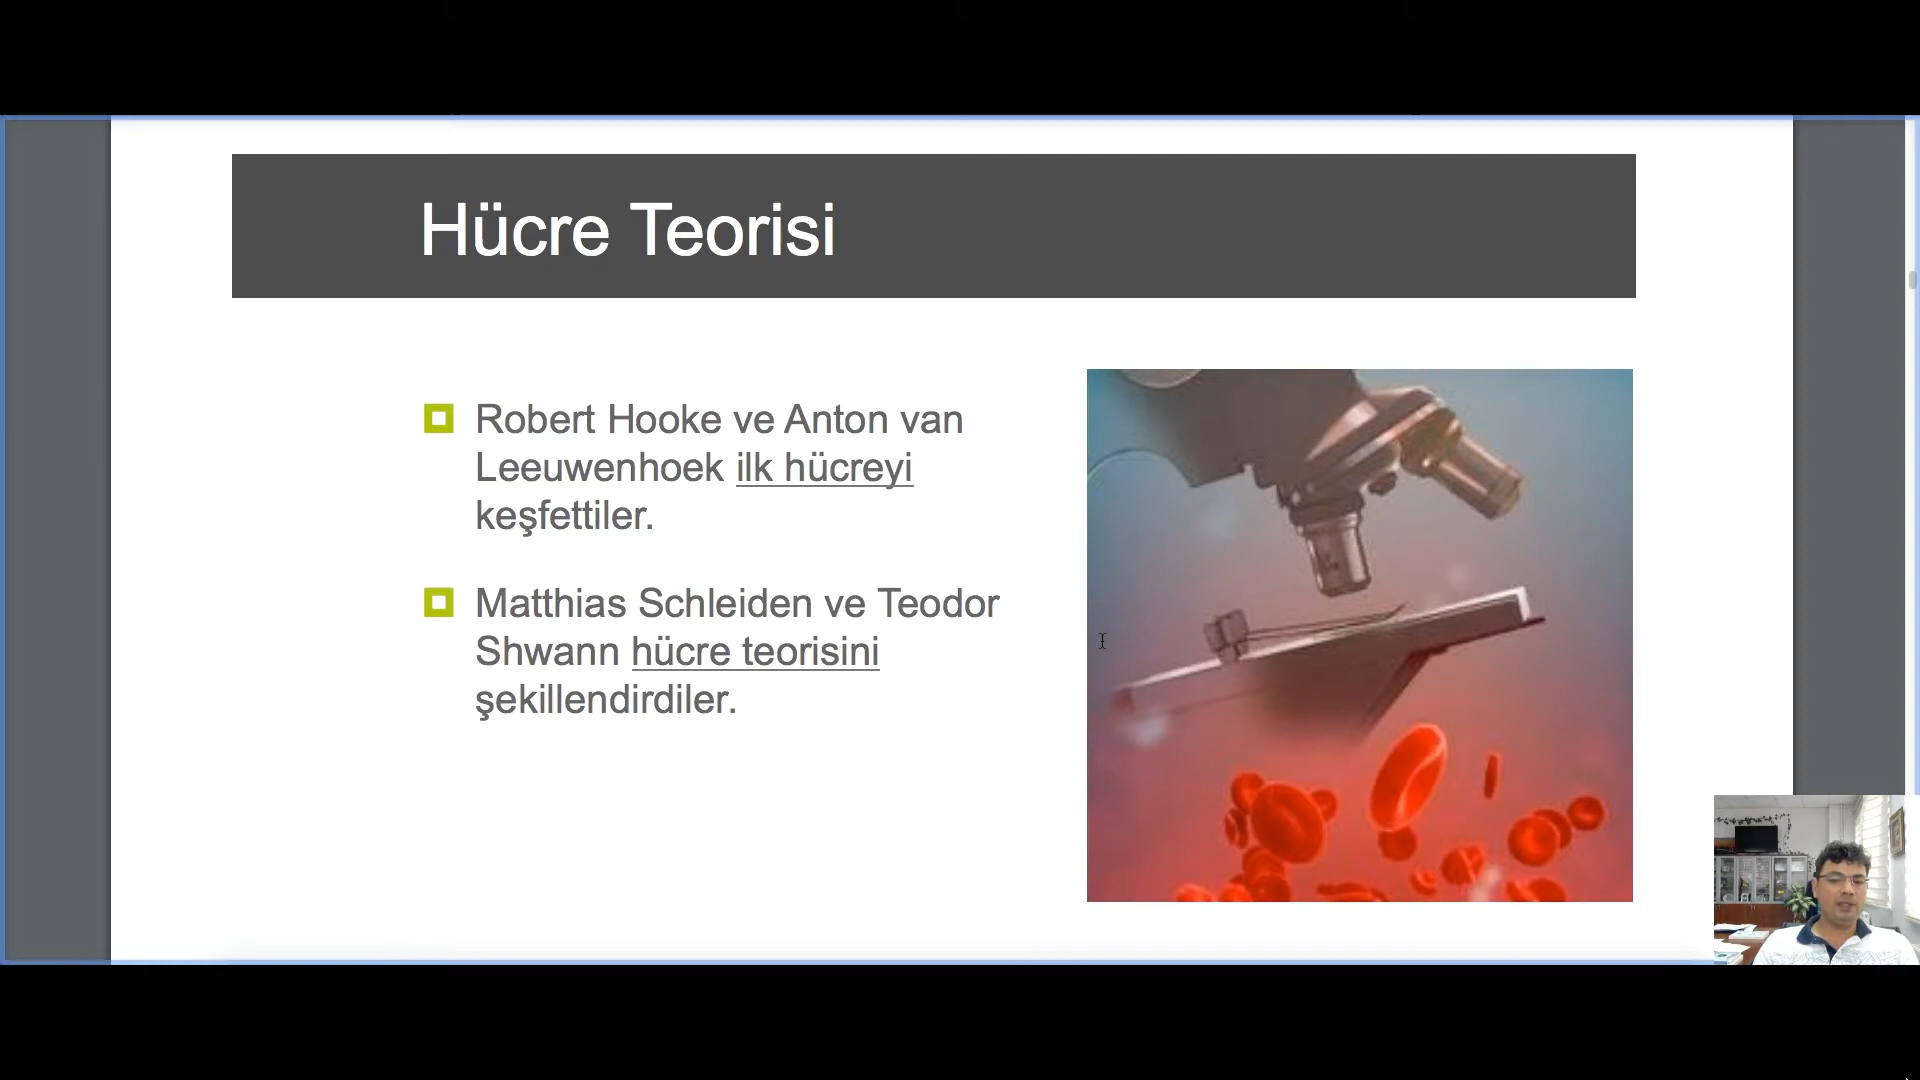 Hücre Teorisi
Robert Hooke ve Anton van
Leeuwenhoek ilk hücreyi
keşfettiler.
Matthias Schleiden ve Teodor
Shwann hücre teorisini
şekillendirdiler.